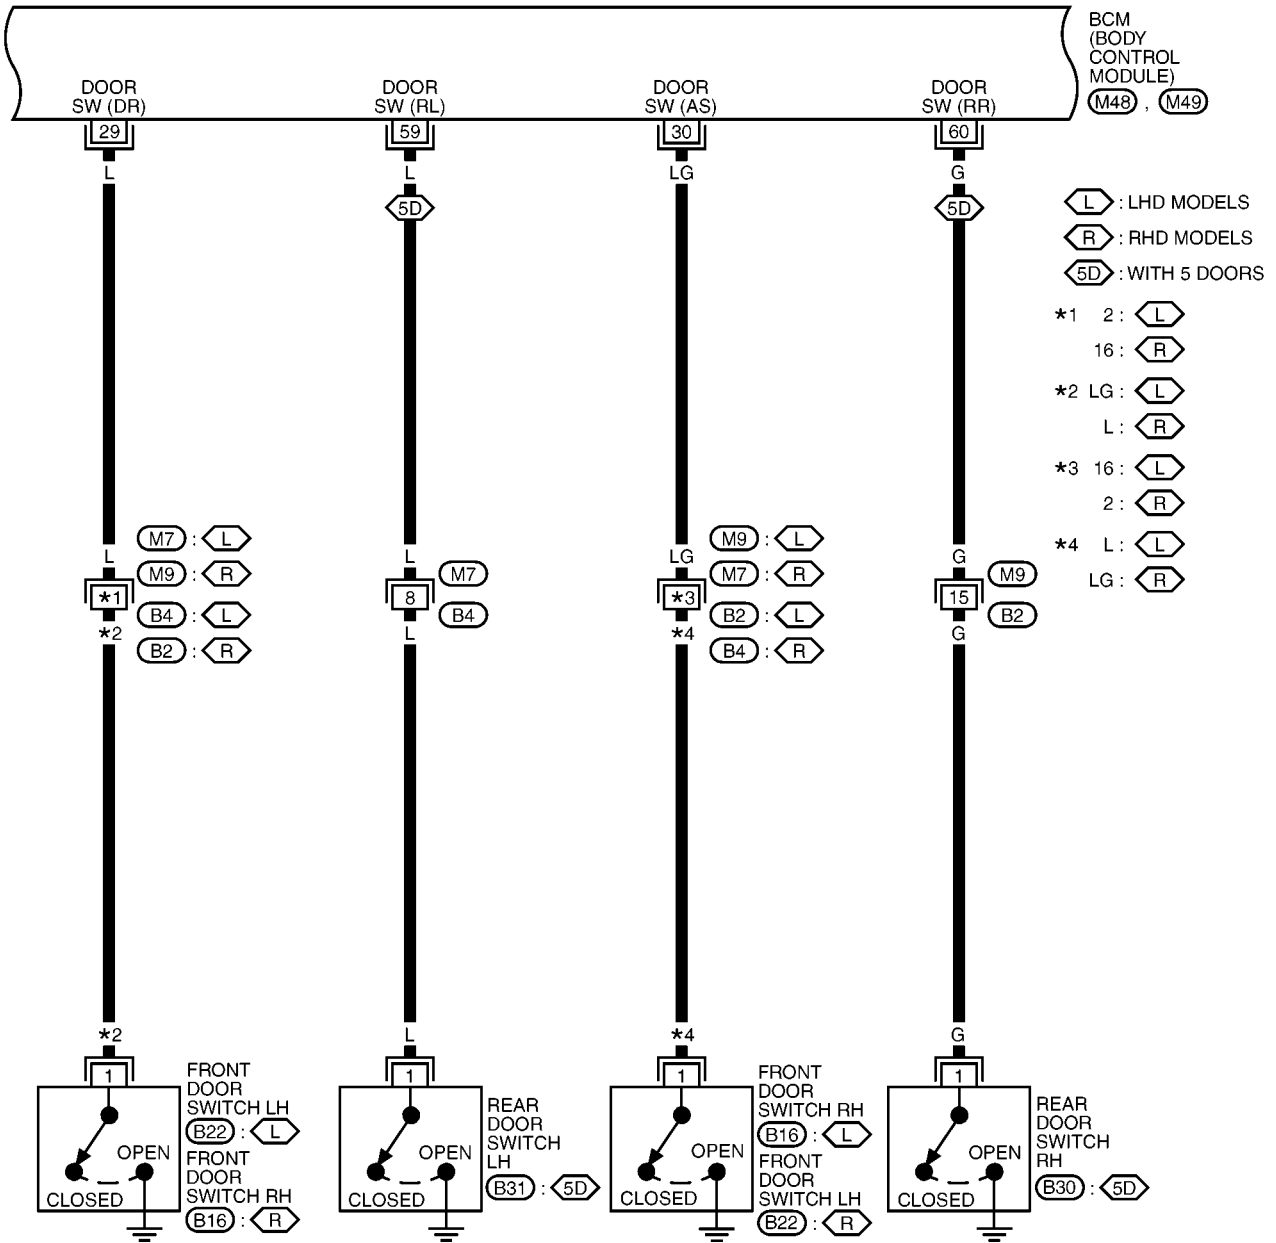 BCM
(BODY
CONTROL
MODULE)
M48 , M49
DOOR
SW (DR)
DOOR
SW (RL)
DOOR
SW (AS)
DOOR
SW (RR)
29
59
30
60
L
L
LG
G
5D
5D
L : LHD MODELS
R : RHD MODELS
5D : WITH 5 DOORS
★1 2 : L
16 : R
★2 LG : L
L : R
★3 16 : L
2 : R
★4 L : L
LG : R
L
M7 : L
M9 : R
★1
B4 : L
★2
B2 : R
L
M7
8
B4
L
LG
M9 : L
M7 : R
★3
B2 : L
★4
B4 : R
G
M9
15
B2
G
★2
L
★4
G
1
1
1
1
OPEN
CLOSED
FRONT
DOOR
SWITCH LH
B22 : L
FRONT
DOOR
SWITCH RH
B16 : R
OPEN
CLOSED
REAR
DOOR
SWITCH
LH
B31 : 5D
OPEN
CLOSED
FRONT
DOOR
SWITCH RH
B16 : L
FRONT
DOOR
SWITCH LH
B22 : R
OPEN
CLOSED
REAR
DOOR
SWITCH
RH
B30 : 5D